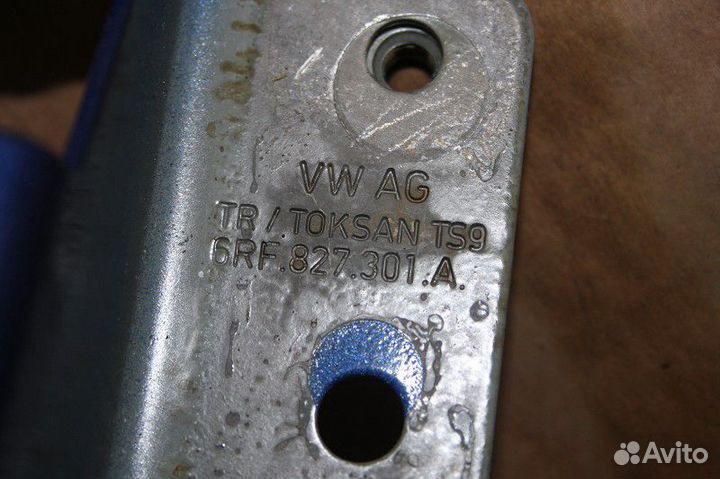 VW AG
TR / TOKSAN TS9
6RF.827.301.A.
Avito